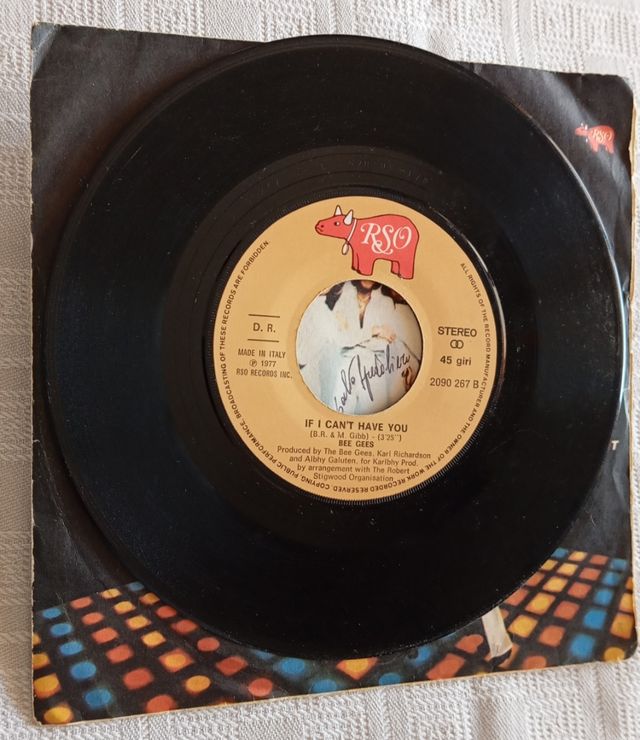 RSO
RSO
D. R.
MADE IN ITALY
℗ 1977
RSO RECORDS INC.
STEREO
45 giri
2090 267 B
IF I CAN'T HAVE YOU
(B.R. & M. Gibb) - (3'25'')
BEE GEES
Produced by The Bee Gees, Karl Richardson
and Albhy Galuten, for Karibhy Prod.
by arrangement with The Robert
Stigwood Organisation
ALL RIGHTS OF THE RECORD MANUFACTURER AND THE OWNER OF THE WORK RECORDED RESERVED. COPYING, PUBLIC PERFORMANCE, BROADCASTING OF THESE RECORDS ARE FORBIDDEN.
T